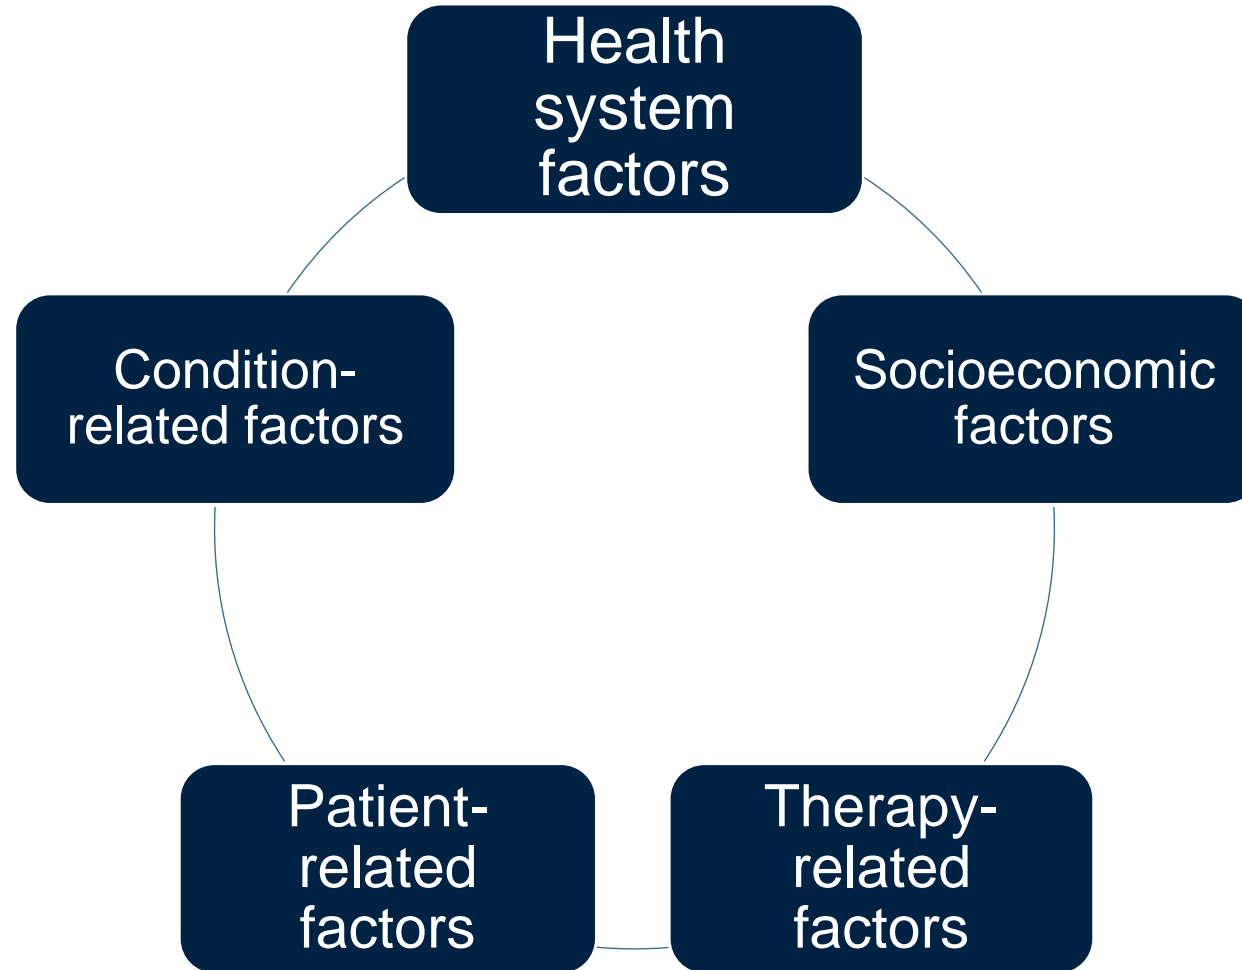 Health
system
factors
Condition-
related factors
Socioeconomic
factors
Patient-
related
factors
Therapy-
related
factors